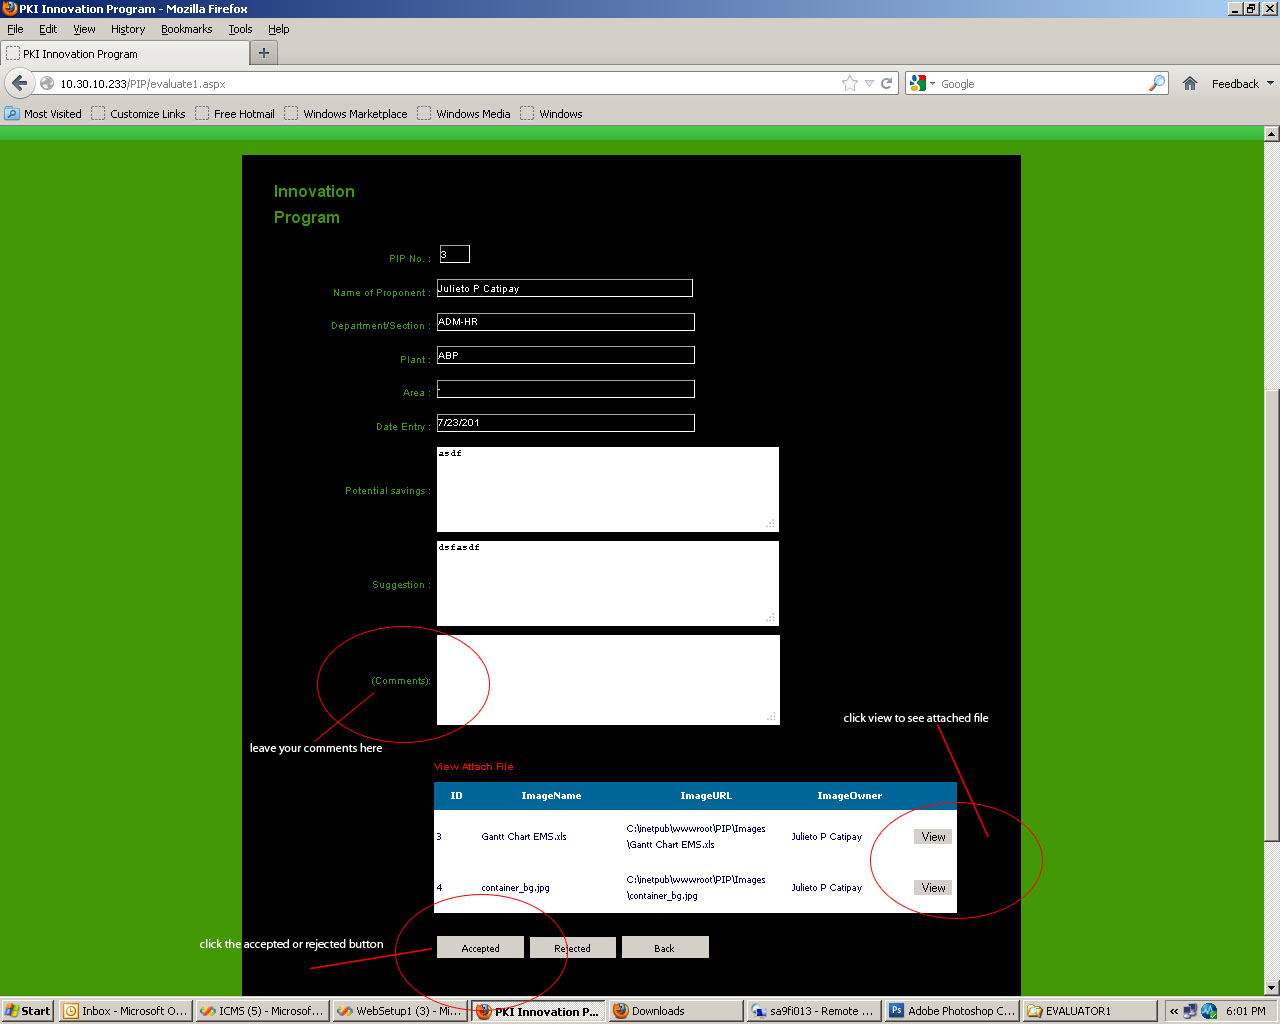 PKI Innovation Program - Mozilla Firefox
File Edit View History Bookmarks Tools Help
PKI Innovation Program
10.30.10.233/PIP/evaluate1.aspx
Google
Feedback
Most Visited Customize Links Free Hotmail Windows Marketplace Windows Media Windows
Innovation
Program
PIP No. : 3
Name of Proponent : Julieto P Catipay
Department/Section : ADM-HR
Plant : ABP
Area : -
Date Entry : 7/23/201
Potential savings : asdf
Suggestion : dsfasdf
(Comments):
leave your comments here
click view to see attached file
View Attach File
ID ImageName ImageURL ImageOwner
3 Gantt Chart EMS.xls C:\inetpub\wwwroot\PIP\Images
\Gantt Chart EMS.xls Julieto P Catipay View
4 container_bg.jpg C:\inetpub\wwwroot\PIP\Images
\container_bg.jpg Julieto P Catipay View
click the accepted or rejected button
Accepted Rejected Back
Start Inbox - Microsoft O... ICMS (5) - Microsof... WebSetup1 (3) - Mi... PKI Innovation P... Downloads sa9fi013 - Remote ... Adobe Photoshop C... EVALUATOR1 « 6:01 PM